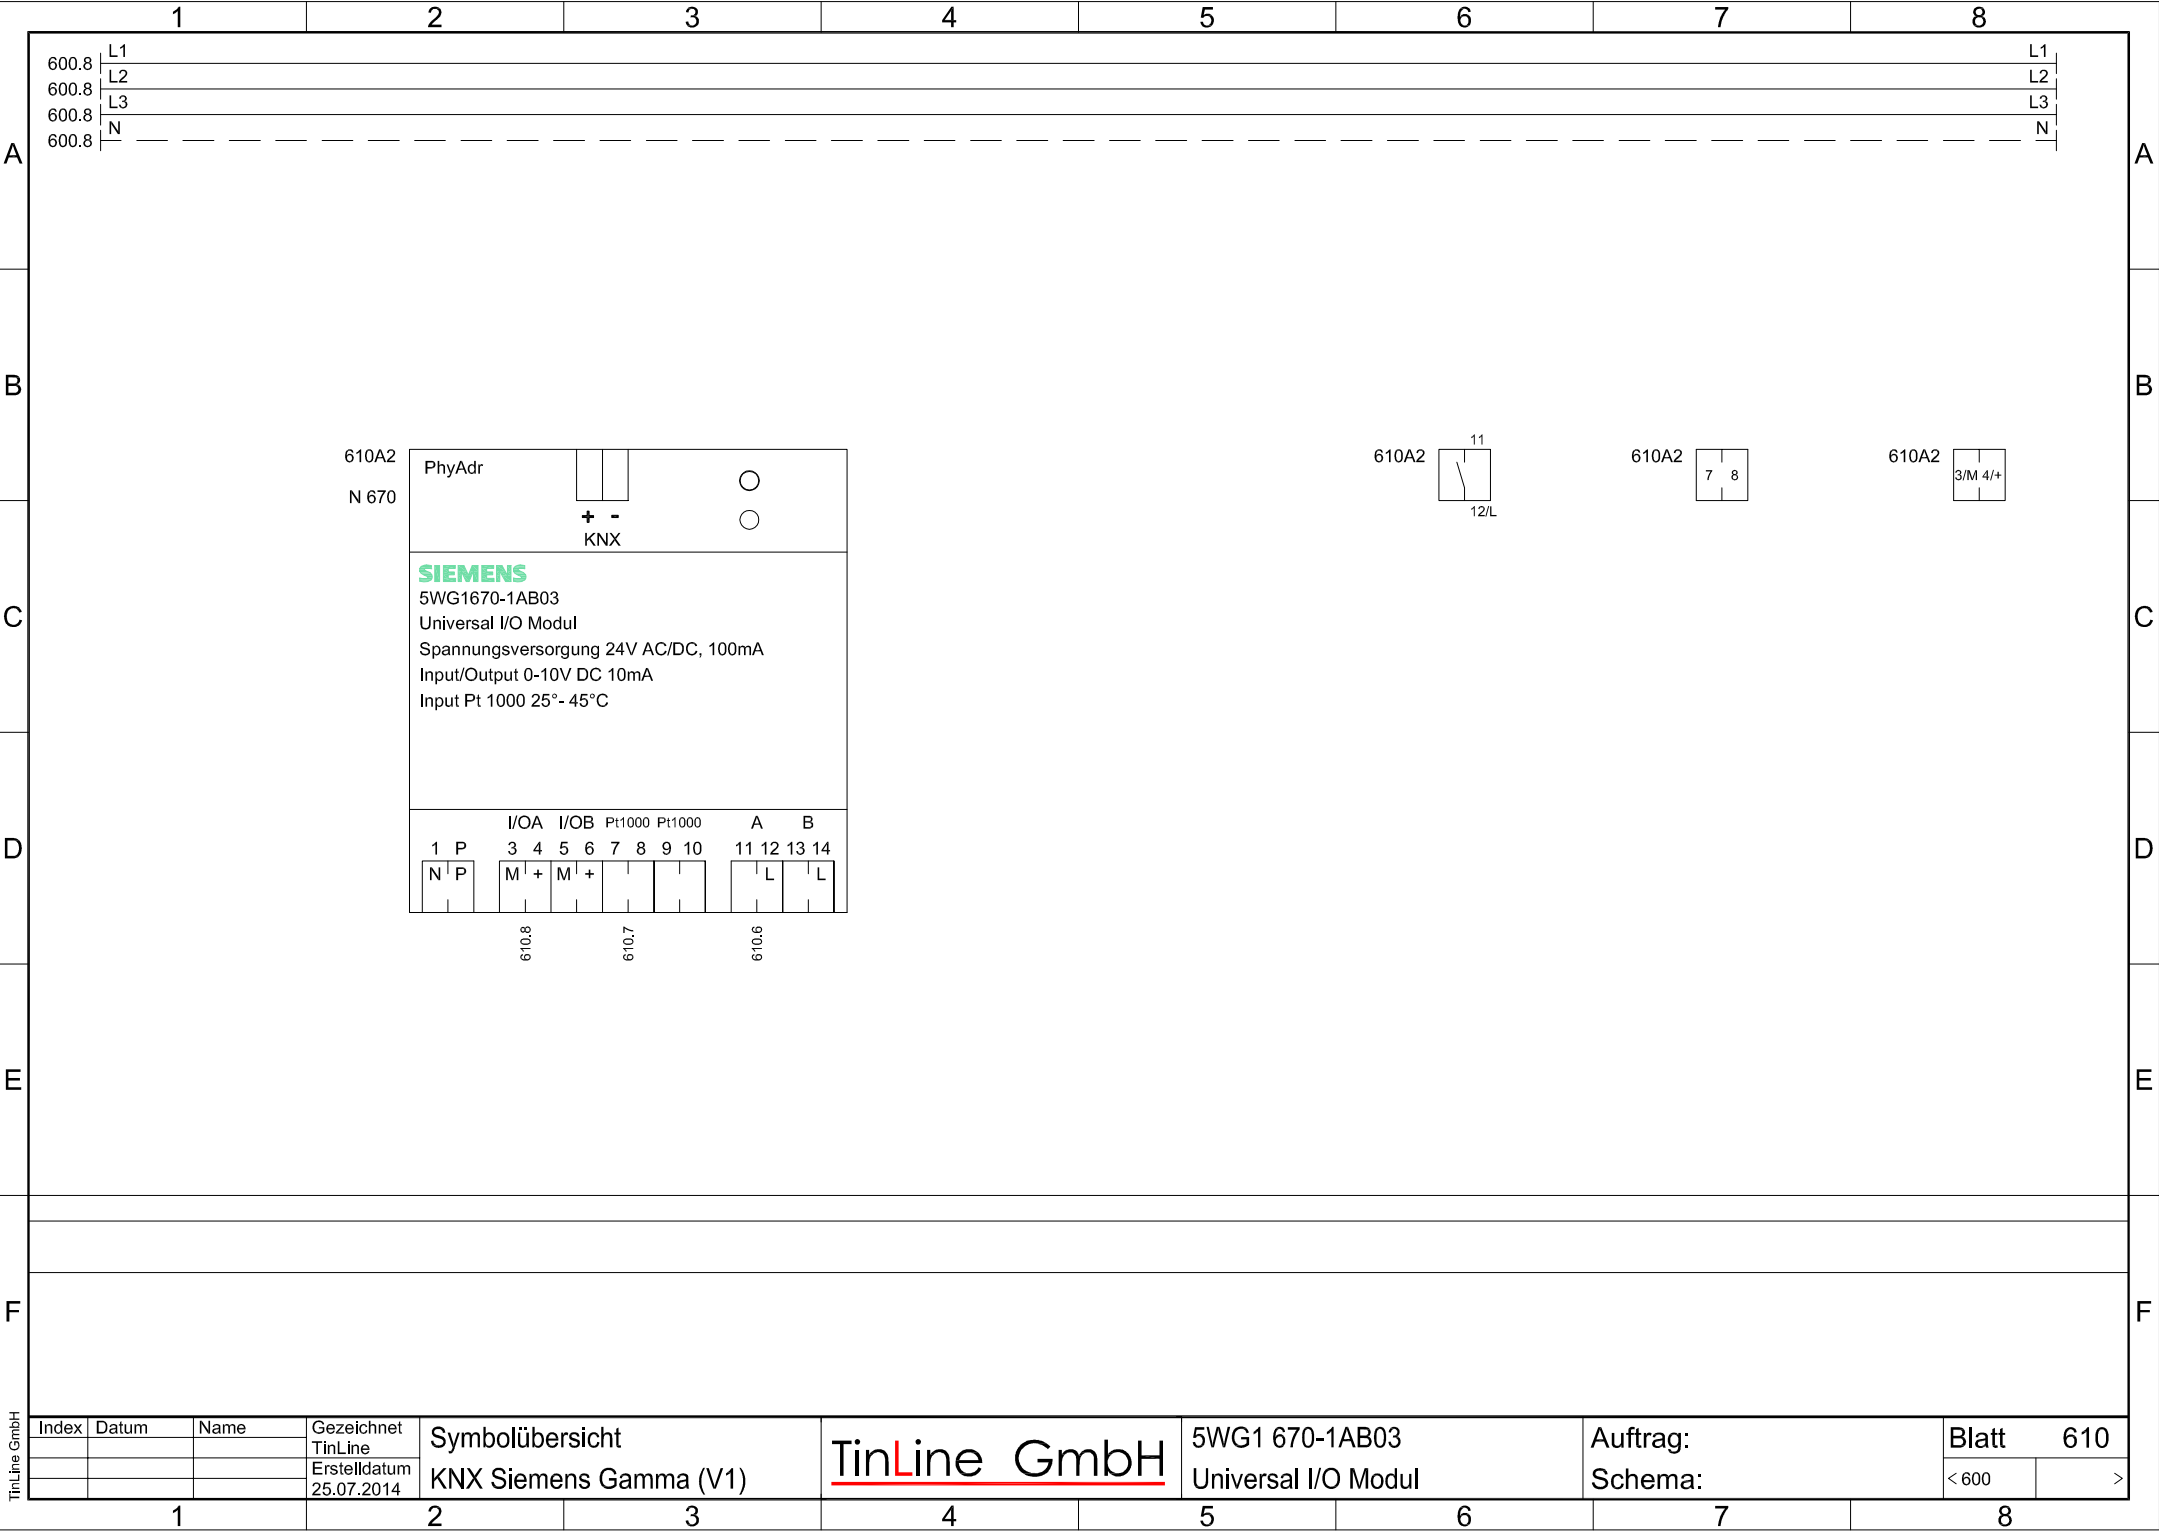 1 2 3 4 5 6 7 8
L1 L1
600.8
L2 L2
600.8
L3 L3
600.8
N N
600.8
A A
B B
610A2 PhyAdr
N 670
+ -
KNX
11
610A2
12/L
610A2 7 8
610A2 3/M 4/+
SIEMENS
5WG1670-1AB03
Universal I/O Modul
Spannungsversorgung 24V AC/DC, 100mA
Input/Output 0-10V DC 10mA
Input Pt 1000 25°- 45°C
C C
I/OA I/OB Pt1000 Pt1000 A B
1 P 3 4 5 6 7 8 9 10 11 12 13 14
N P M + M + L L
D D
610.8 610.7 610.6
E E
F F
TinLine GmbH
Index Datum Name
Gezeichnet
TinLine
Erstelldatum
25.07.2014
Symbolübersicht
KNX Siemens Gamma (V1)
TinLine GmbH
5WG1 670-1AB03
Universal I/O Modul
Auftrag:
Schema:
Blatt 610
< 600 >
1 2 3 4 5 6 7 8